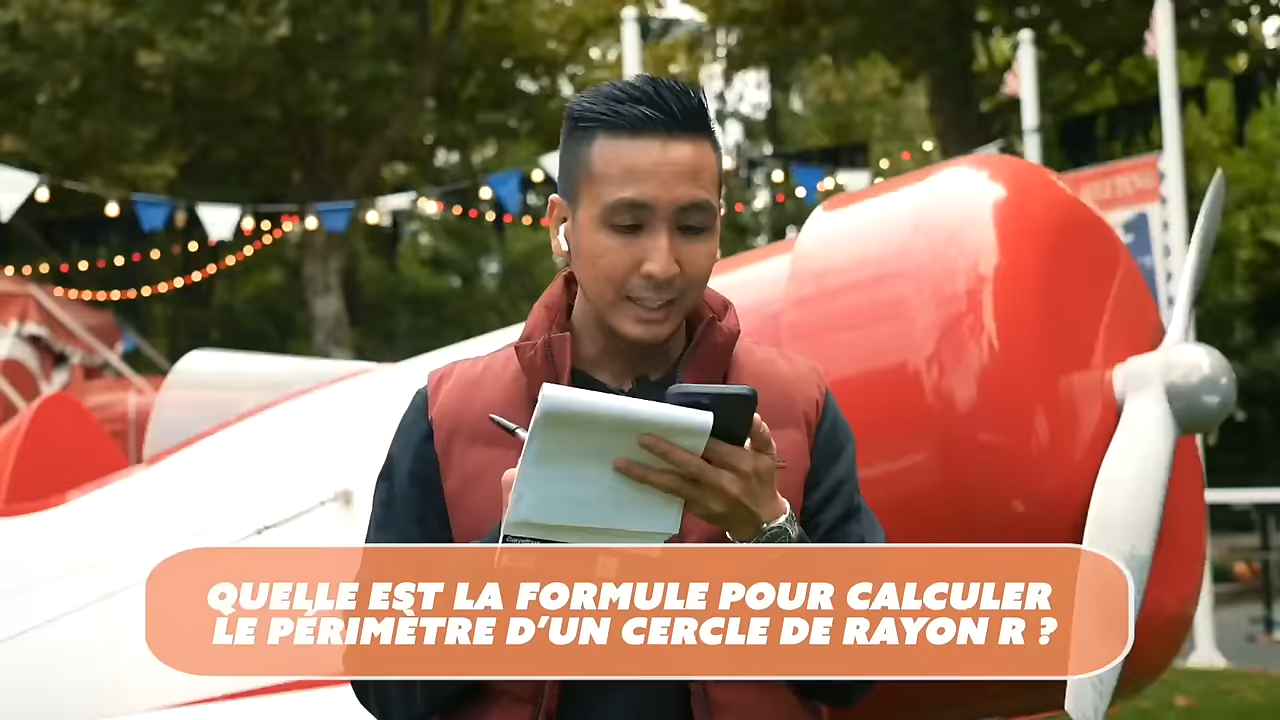 QUELLE EST LA FORMULE POUR CALCULER
LE PÉRIMÈTRE D'UN CERCLE DE RAYON R ?